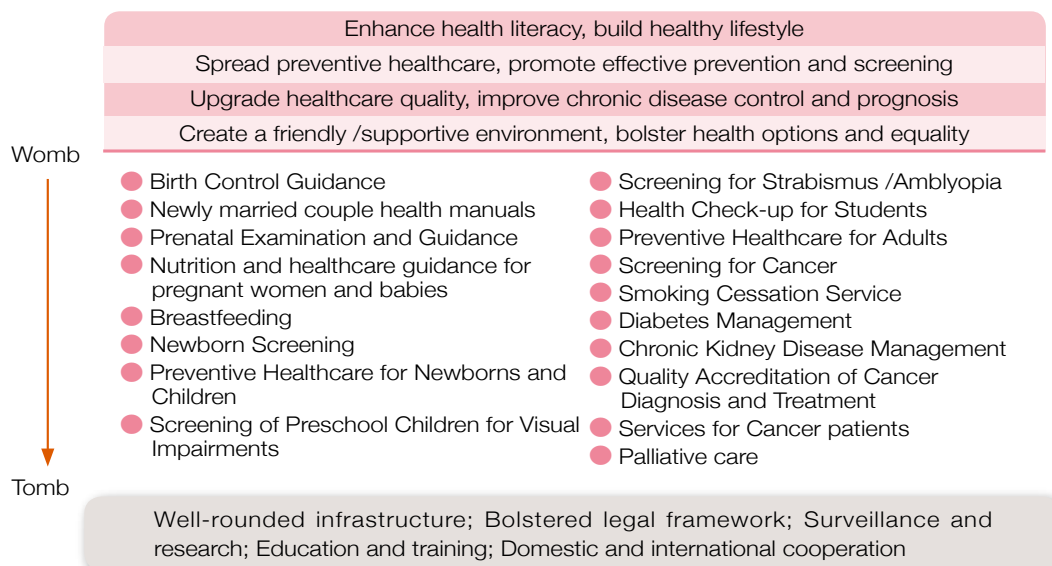 Enhance health literacy, build healthy lifestyle
Spread preventive healthcare, promote effective prevention and screening
Upgrade healthcare quality, improve chronic disease control and prognosis
Create a friendly /supportive environment, bolster health options and equality
Womb
Birth Control Guidance
Newly married couple health manuals
Prenatal Examination and Guidance
Nutrition and healthcare guidance for
pregnant women and babies
Breastfeeding
Newborn Screening
Preventive Healthcare for Newborns and
Children
Screening of Preschool Children for Visual
Impairments
Screening for Strabismus /Amblyopia
Health Check-up for Students
Preventive Healthcare for Adults
Screening for Cancer
Smoking Cessation Service
Diabetes Management
Chronic Kidney Disease Management
Quality Accreditation of Cancer
Diagnosis and Treatment
Services for Cancer patients
Palliative care
Tomb
Well-rounded infrastructure; Bolstered legal framework; Surveillance and
research; Education and training; Domestic and international cooperation